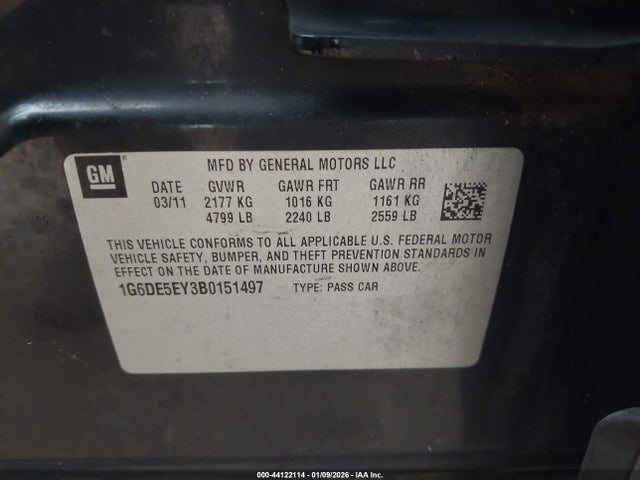 GM
MFD BY GENERAL MOTORS LLC
DATE GVWR GAWR FRT GAWR RR
03/11 2177 KG 1016 KG 1161 KG
4799 LB 2240 LB 2559 LB
THIS VEHICLE CONFORMS TO ALL APPLICABLE U.S. FEDERAL MOTOR
VEHICLE SAFETY, BUMPER, AND THEFT PREVENTION STANDARDS IN
EFFECT ON THE DATE OF MANUFACTURE SHOWN ABOVE.
1G6DE5EY3B0151497 TYPE: PASS CAR
000-44122114 - 01/09/2026 - IAA Inc.